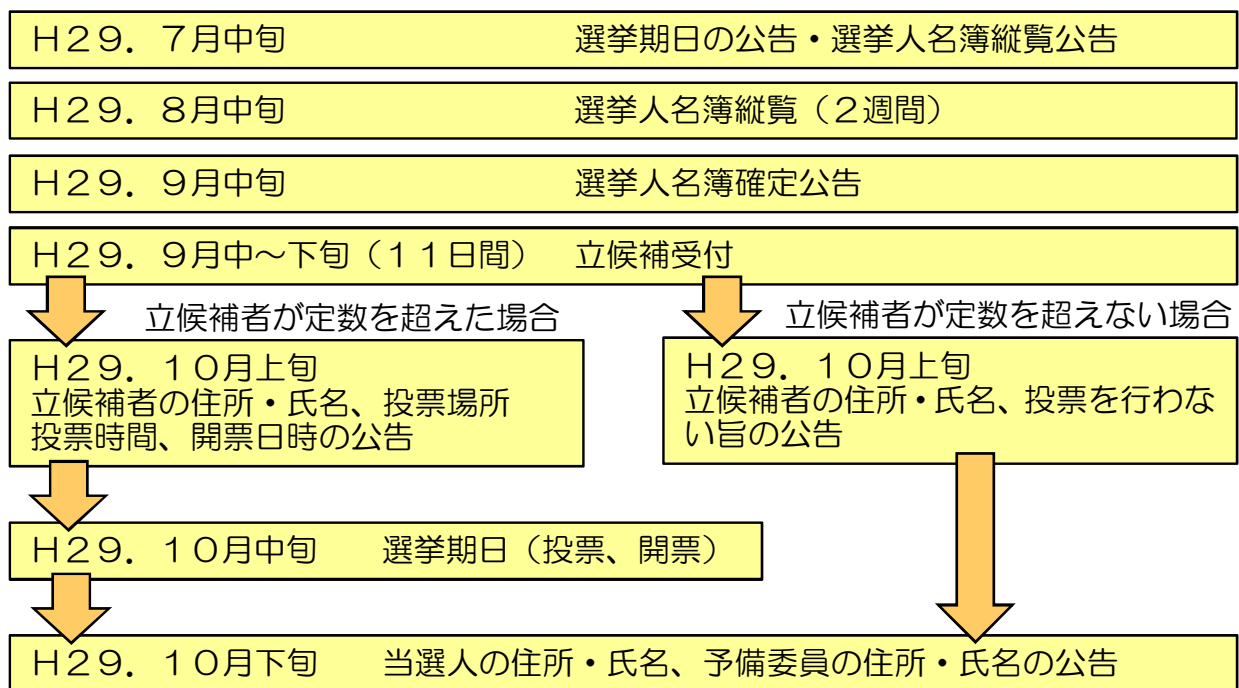 H29．7月中旬　選挙期日の公告・選挙人名簿縦覧公告
H29．8月中旬　選挙人名簿縦覧（2週間）
H29．9月中旬　選挙人名簿確定公告
H29．9月中～下旬（11日間）　立候補受付
立候補者が定数を超えた場合
H29．10月上旬
立候補者の住所・氏名、投票場所
投票時間、開票日時の公告
立候補者が定数を超えない場合
H29．10月上旬
立候補者の住所・氏名、投票を行わな
い旨の公告
H29．10月中旬　選挙期日（投票、開票）
H29．10月下旬　当選人の住所・氏名、予備委員の住所・氏名の公告